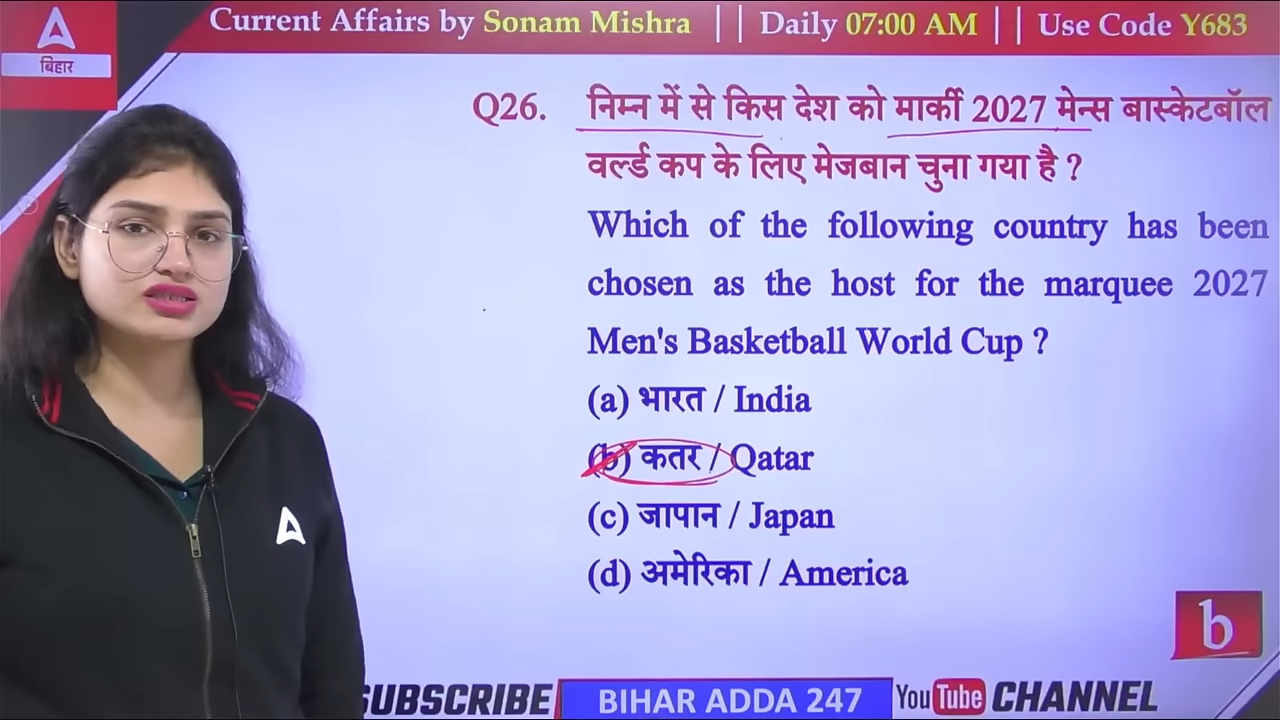 Current Affairs by Sonam Mishra || Daily 07:00 AM || Use Code Y683
बिहार
Q26. निम्न में से किस देश को मार्की 2027 मेन्स बास्केटबॉल
वर्ल्ड कप के लिए मेजबान चुना गया है ?
Which of the following country has been
chosen as the host for the marquee 2027
Men's Basketball World Cup ?
(a) भारत / India
(b) कतर / Qatar
(c) जापान / Japan
(d) अमेरिका / America
b
SUBSCRIBE BIHAR ADDA 247 YouTube CHANNEL